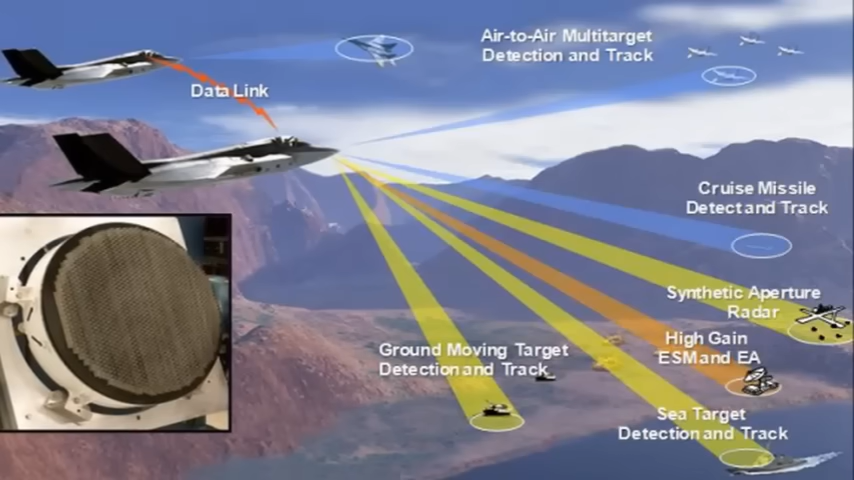 Air-to-Air Multitarget
Detection and Track
Data Link
Cruise Missile
Detect and Track
Synthetic Aperture
Radar
High Gain
ESM and EA
Ground Moving Target
Detection and Track
Sea Target
Detection and Track